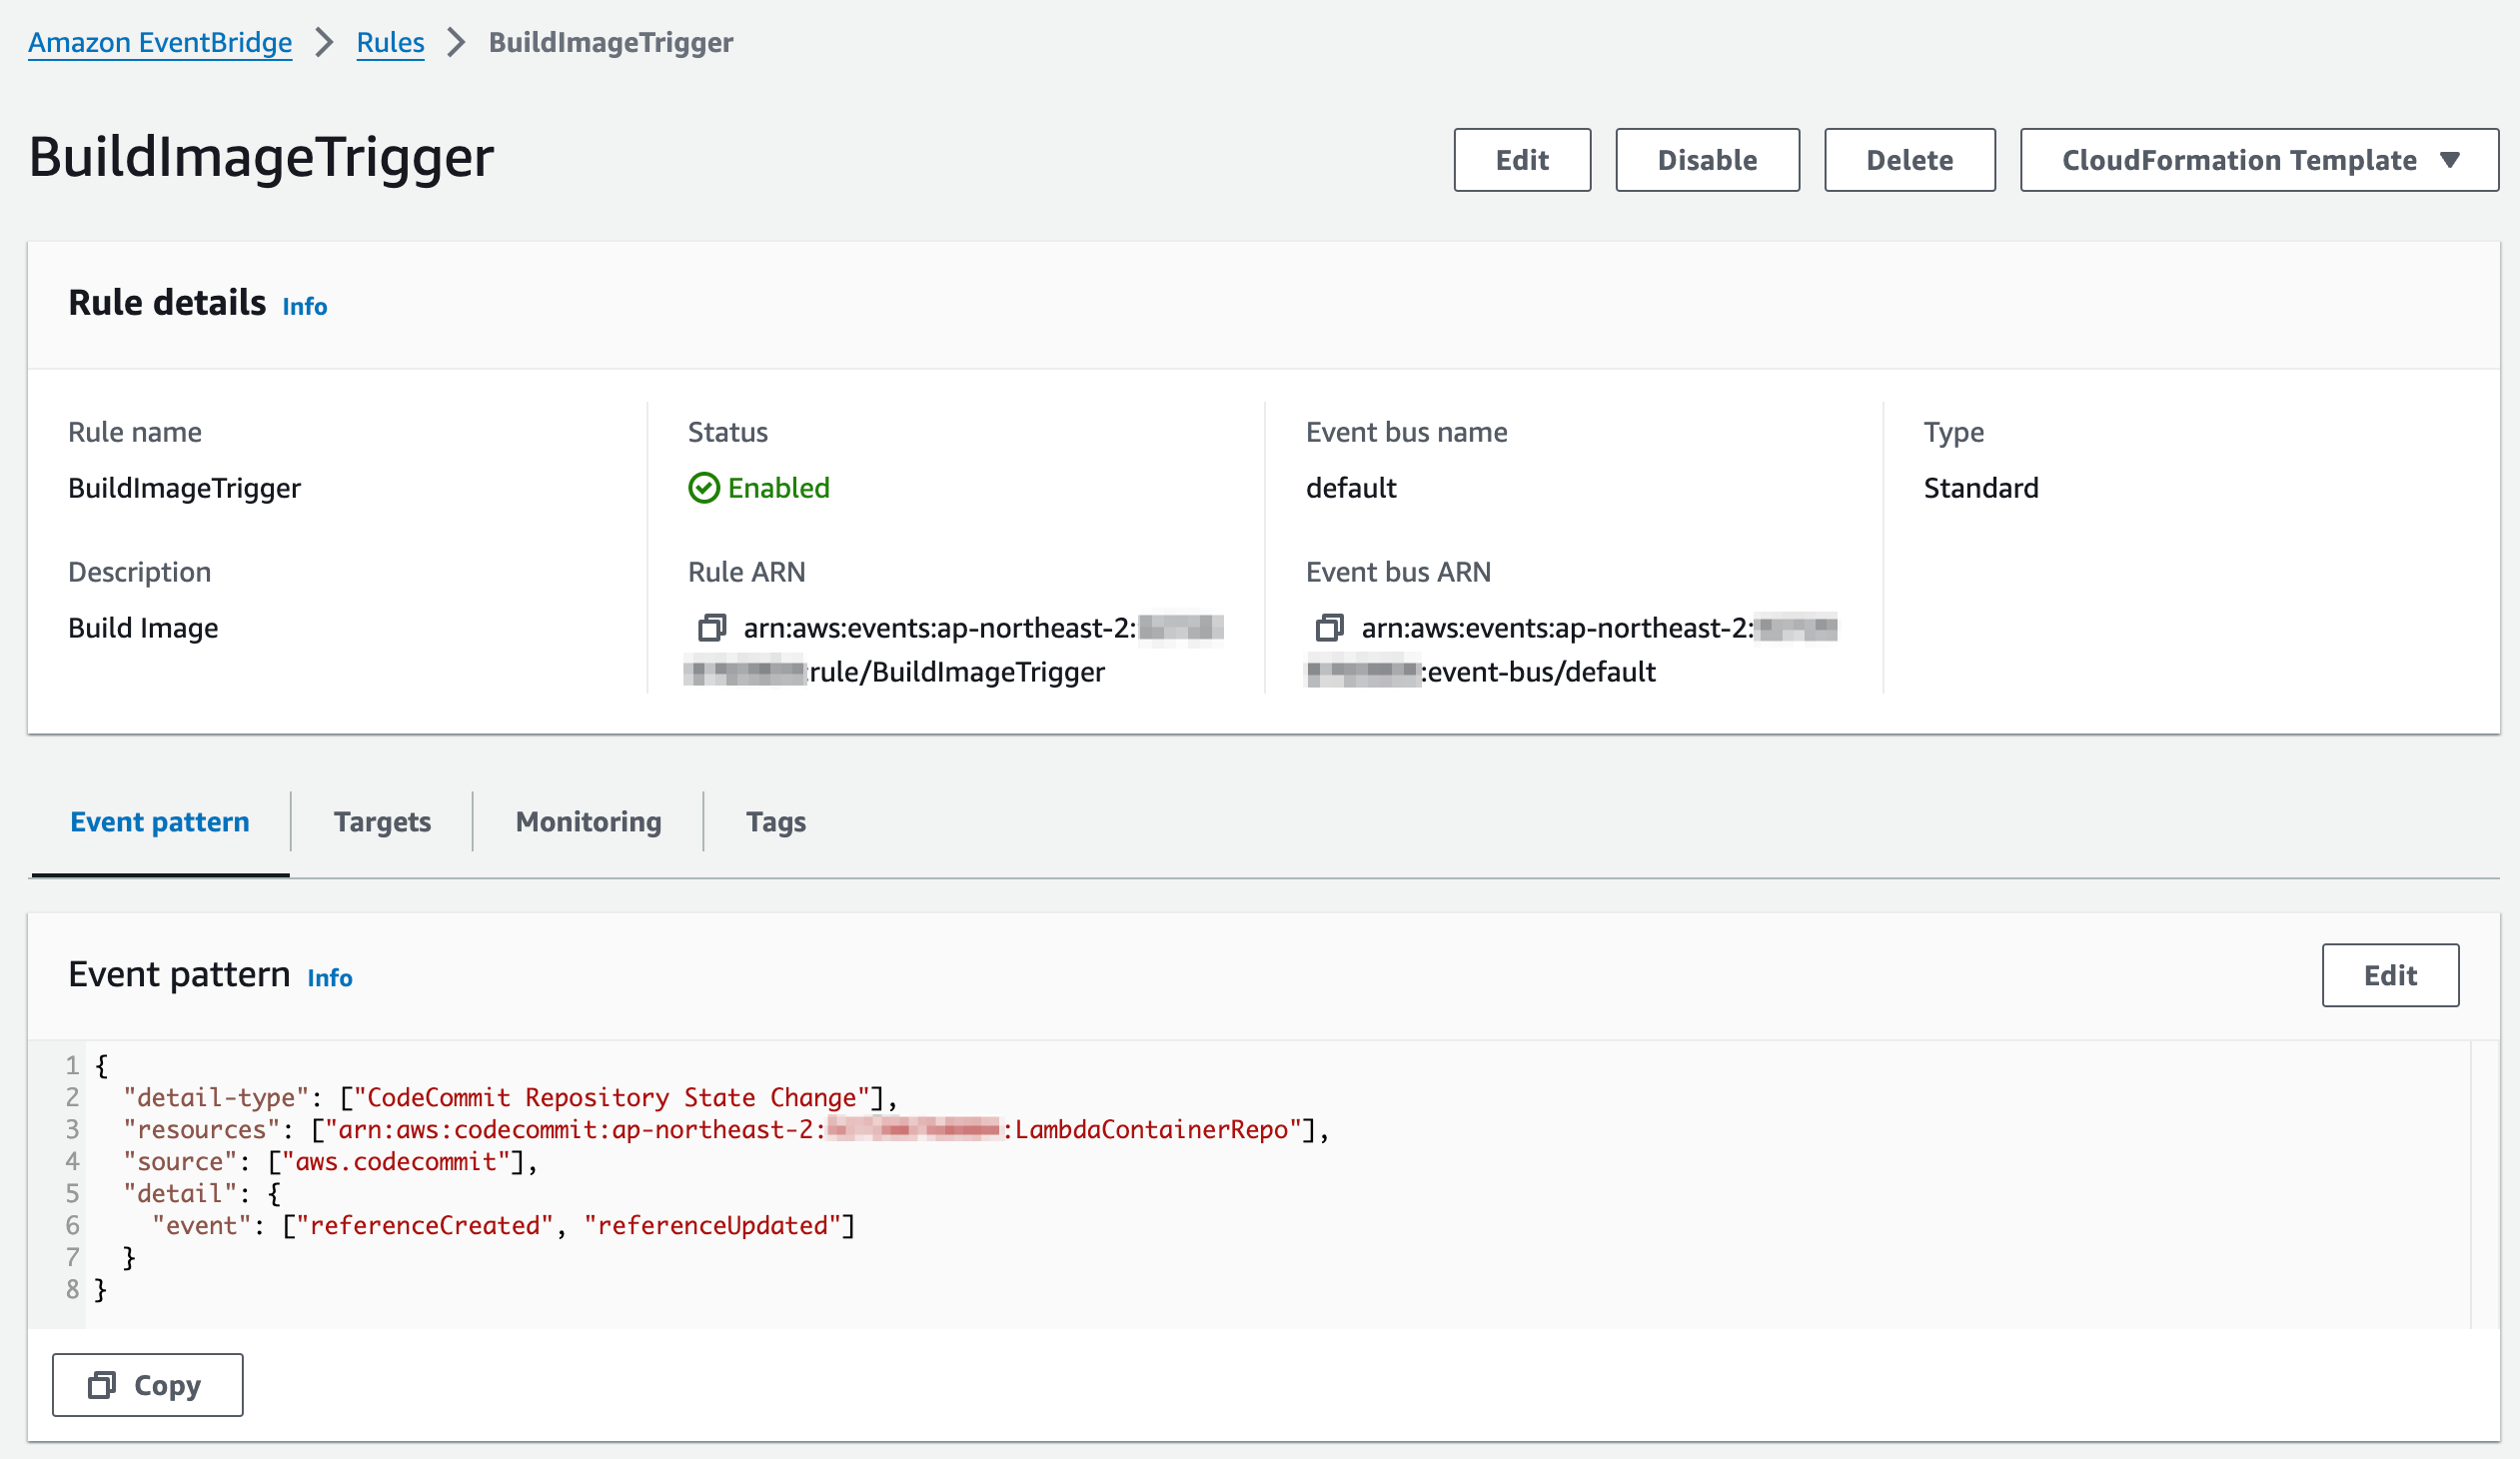 Amazon EventBridge > Rules > BuildImageTrigger
BuildImageTrigger
Edit Disable Delete CloudFormation Template
Rule details Info
Rule name Status Event bus name Type
BuildImageTrigger Enabled default Standard
Description Rule ARN Event bus ARN
Build Image arn:aws:events:ap-northeast-2: arn:aws:events:ap-northeast-2:
:rule/BuildImageTrigger :event-bus/default
Event pattern Targets Monitoring Tags
Event pattern Info Edit
1 {
2 "detail-type": ["CodeCommit Repository State Change"],
3 "resources": ["arn:aws:codecommit:ap-northeast-2: :LambdaContainerRepo"],
4 "source": ["aws.codecommit"],
5 "detail": {
6 "event": ["referenceCreated", "referenceUpdated"]
7 }
8 }
Copy